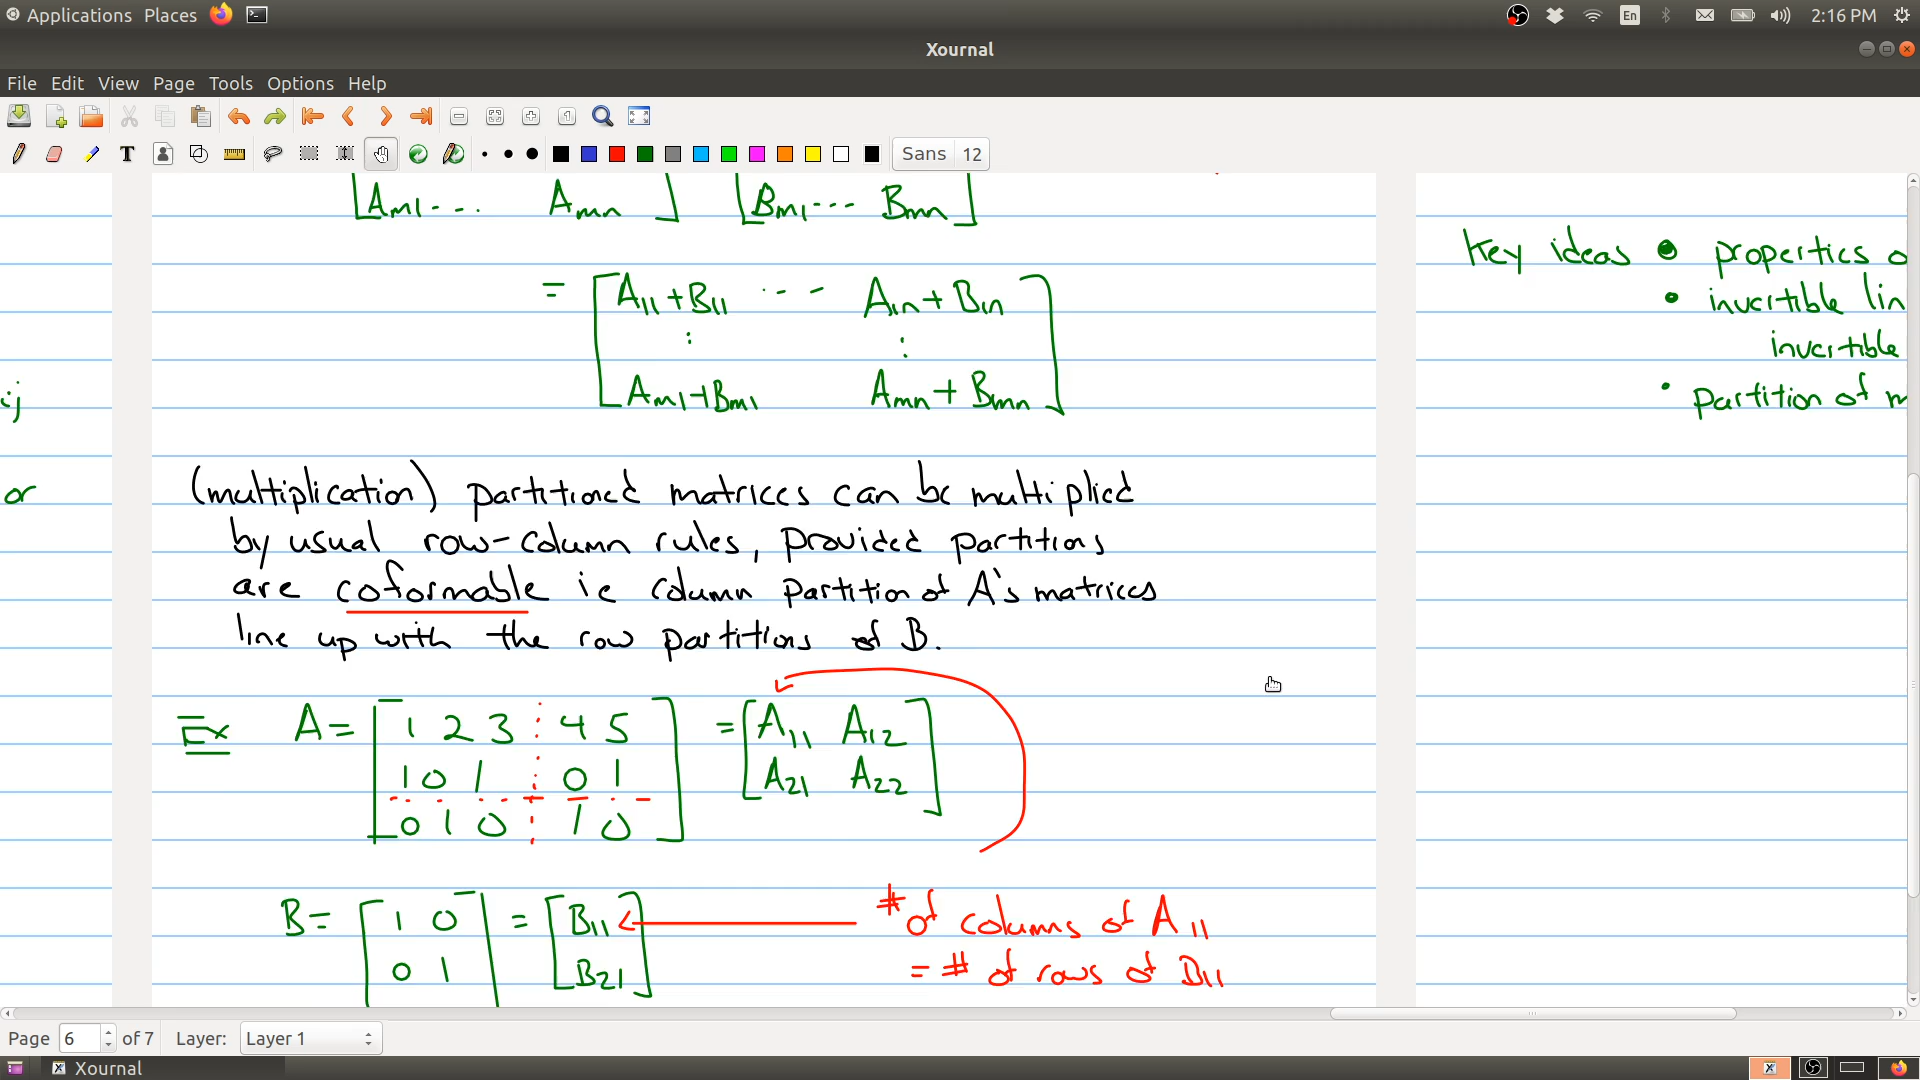 Applications Places En 2:16 PM
Xournal
File Edit View Page Tools Options Help
T Sans 12
[Am1 ... Amn] [Bm1 ... Bmn]
= [A11+B11 ... A1n+B1n
⋮ ⋮
Am1+Bm1 Amn+Bmn]
ij
or
(multiplication) partitioned matrices can be multiplied
by usual row-column rules, provided partitions
are coformable ie column partition of A's matrices
line up with the row partitions of B.
Ex A = [1 2 3 4 5 = [A11 A12
1 0 1 0 1 A21 A22]
0 1 0 1 0]
B = [1 0 = [B11
0 1 B21]
# of columns of A11
= # of rows of B11
Key ideas • properties o
• invertible lin
invertible
• partition of m
Page 6 of 7 Layer: Layer 1
Xournal